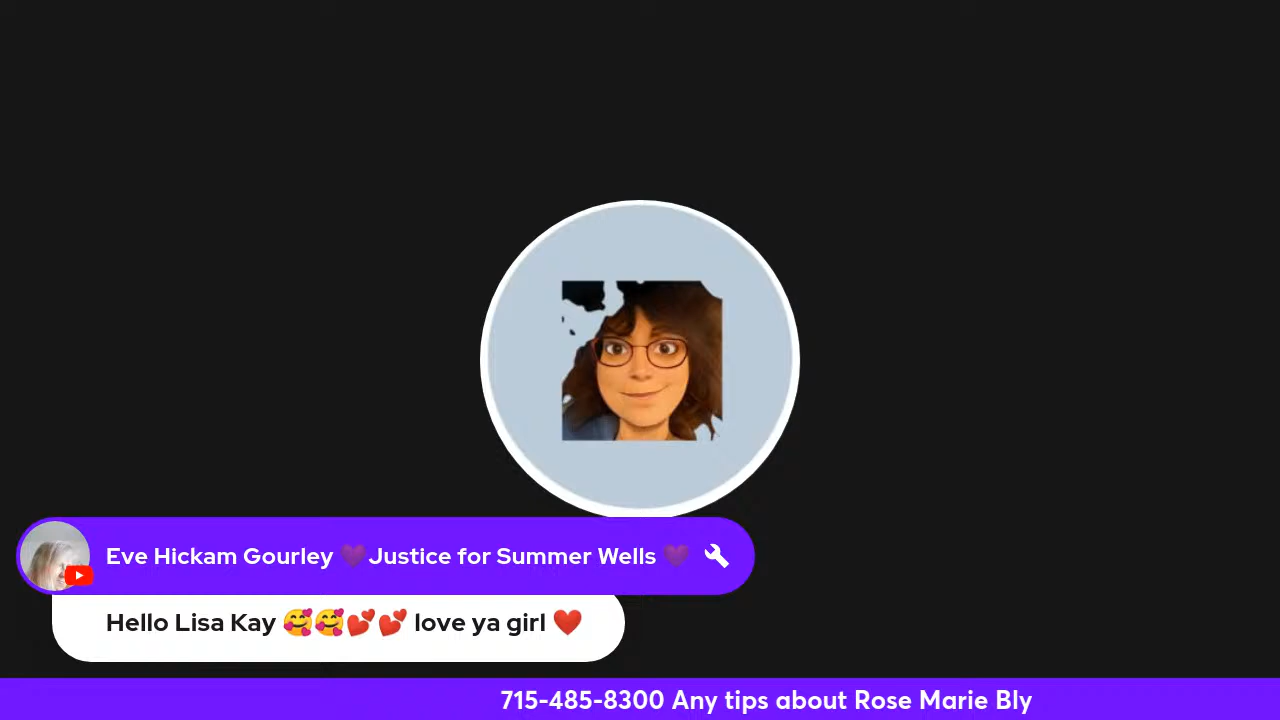 Eve Hickam Gourley 💜Justice for Summer Wells 💜
Hello Lisa Kay 🥰🥰💕💕 love ya girl ❤️
715-485-8300 Any tips about Rose Marie Bly